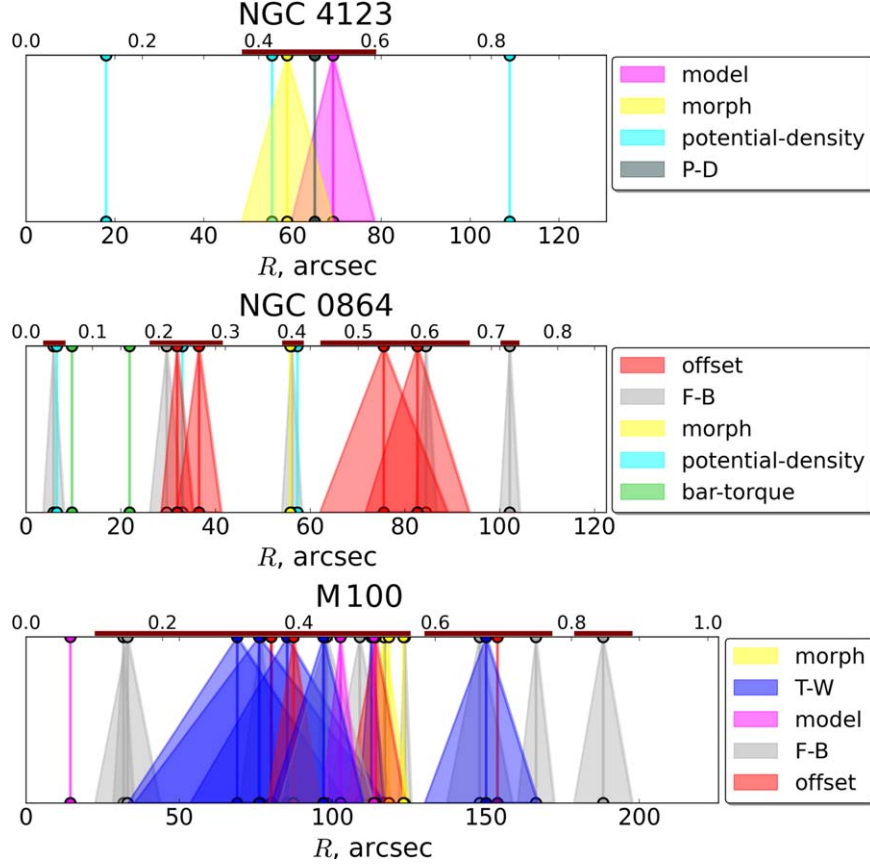 NGC 4123
0.0 0.2 0.4 0.6 0.8
model
morph
potential-density
P-D
0 20 40 60 80 100 120
R, arcsec
NGC 0864
0.0 0.1 0.2 0.3 0.4 0.5 0.6 0.7 0.8
offset
F-B
morph
potential-density
bar-torque
0 20 40 60 80 100 120
R, arcsec
M 100
0.0 0.2 0.4 0.6 0.8 1.0
morph
T-W
model
F-B
offset
0 50 100 150 200
R, arcsec